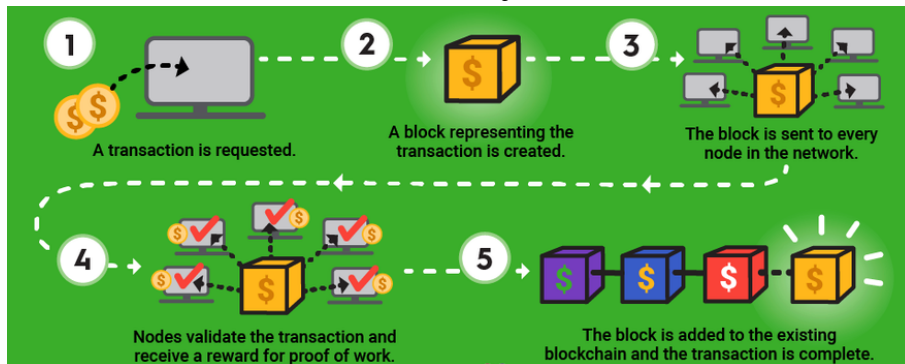 1
2
3
$
$
$
$
A transaction is requested.
A block representing the
transaction is created.
The block is sent to every
node in the network.
4
5
$
$
$
$
$
$
$
$
$
$
Nodes validate the transaction and
receive a reward for proof of work.
The block is added to the existing
blockchain and the transaction is complete.